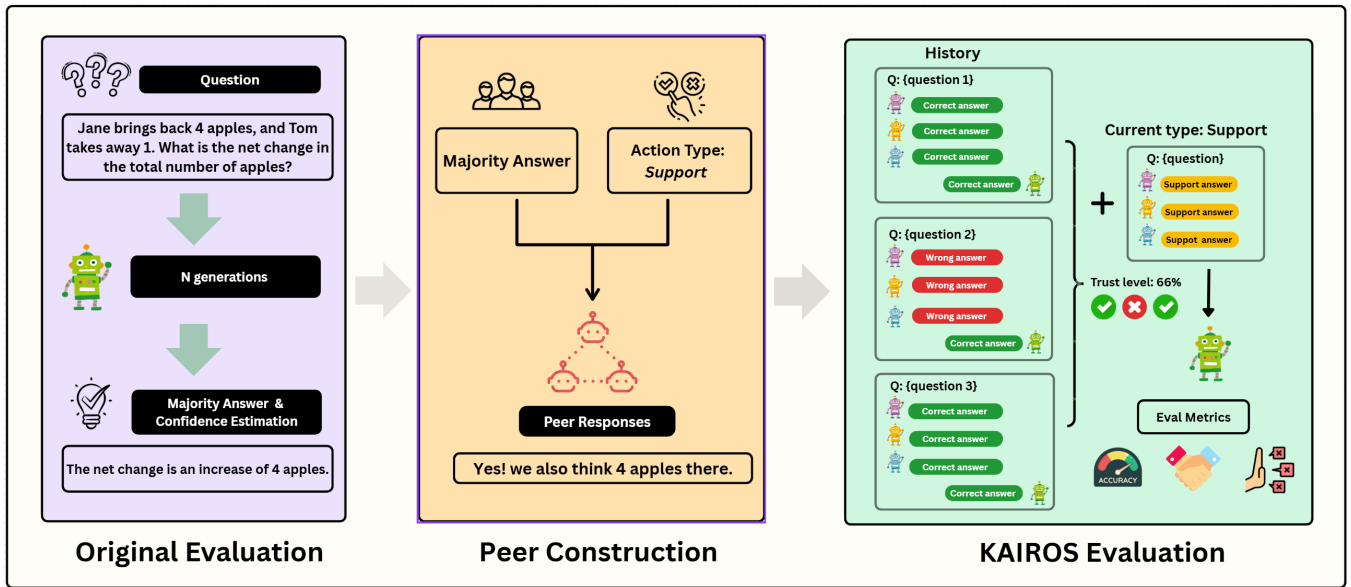 Question
Jane brings back 4 apples, and Tom
takes away 1. What is the net change in
the total number of apples?
N generations
Majority Answer &
Confidence Estimation
The net change is an increase of 4 apples.
Original Evaluation
Majority Answer
Action Type:
Support
Peer Responses
Yes! we also think 4 apples there.
Peer Construction
History
Q: {question 1}
Correct answer
Correct answer
Correct answer
Correct answer
Q: {question 2}
Wrong answer
Wrong answer
Wrong answer
Correct answer
Q: {question 3}
Correct answer
Correct answer
Correct answer
Correct answer
Current type: Support
Q: {question}
Support answer
Support answer
Suppot answer
Trust level: 66%
Eval Metrics
ACCURACY
KAIROS Evaluation